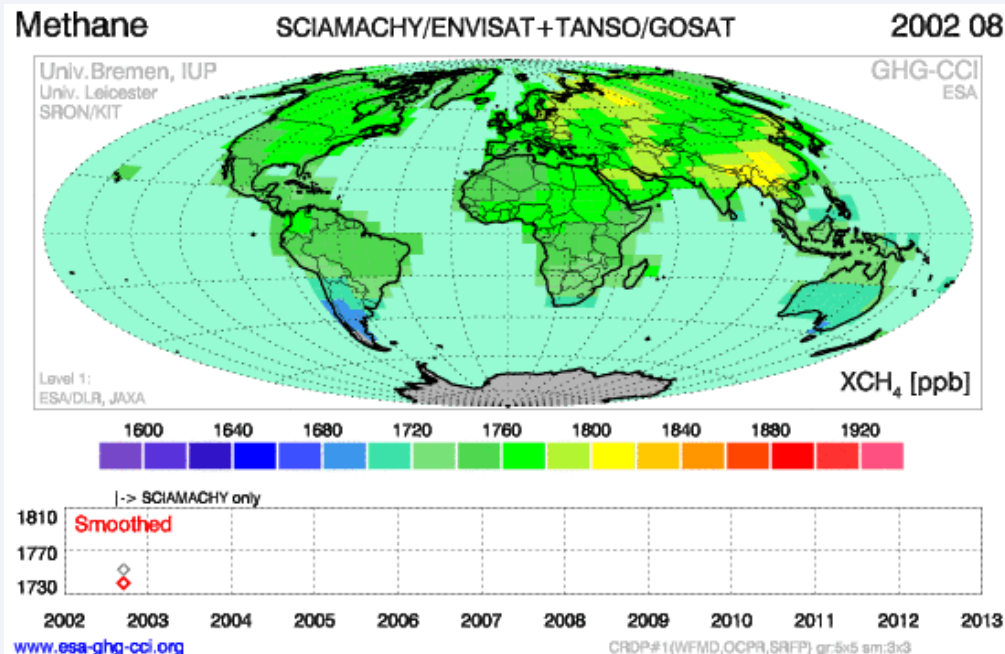 Methane SCIAMACHY/ENVISAT+TANSO/GOSAT 2002 08
Univ.Bremen, IUP GHG-CCI
Univ. Leicester ESA
SRON/KIT
Level 1:
ESA/DLR, JAXA
XCH4 [ppb]
1600 1640 1680 1720 1760 1800 1840 1880 1920
|-> SCIAMACHY only
1810
Smoothed
1770
1730
2002 2003 2004 2005 2006 2007 2008 2009 2010 2011 2012 2013
www.esa-ghg-cci.org CRDP#1(WFMD,OCPR,SRFP) gr:5x5 sm:3x3